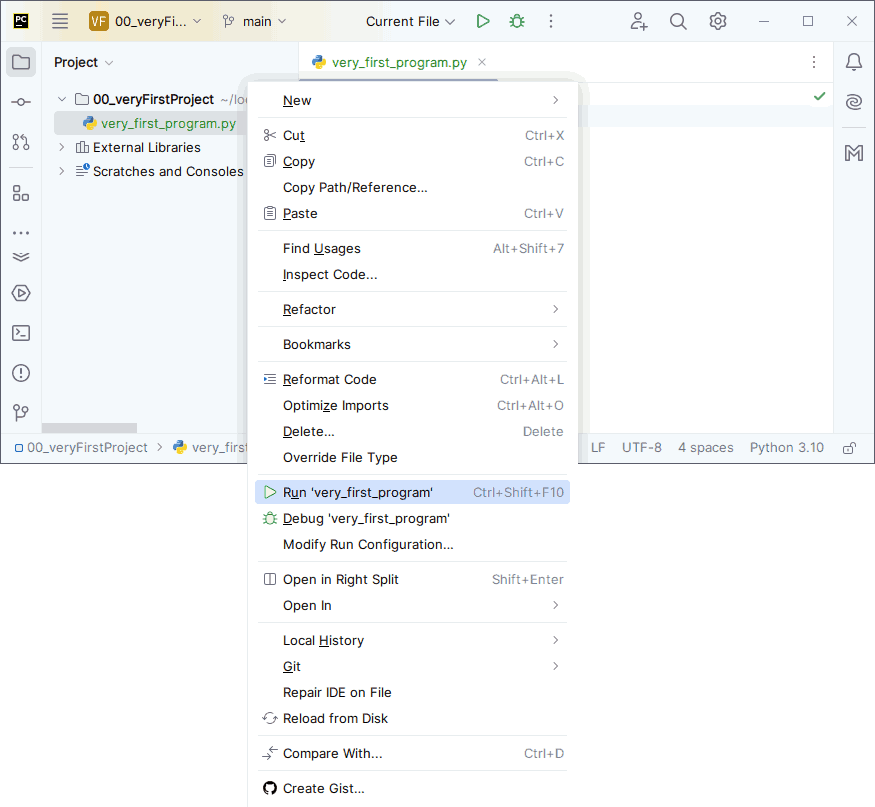 PC VF 00_veryFi... main Current File
Project very_first_program.py
00_veryFirstProject ~/lo
very_first_program.py
External Libraries
Scratches and Consoles
New
Cut Ctrl+X
Copy Ctrl+C
Copy Path/Reference...
Paste Ctrl+V
Find Usages Alt+Shift+7
Inspect Code...
Refactor
Bookmarks
Reformat Code Ctrl+Alt+L
Optimize Imports Ctrl+Alt+O
Delete... Delete
00_veryFirstProject very_first LF UTF-8 4 spaces Python 3.10
Override File Type
Run 'very_first_program' Ctrl+Shift+F10
Debug 'very_first_program'
Modify Run Configuration...
Open in Right Split Shift+Enter
Open In
Local History
Git
Repair IDE on File
Reload from Disk
Compare With... Ctrl+D
Create Gist...